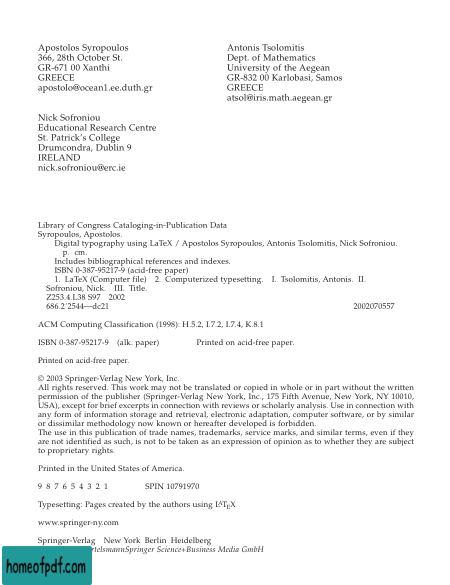 Apostolos Syropoulos
366, 28th October St.
GR-671 00 Xanthi
GREECE
apostolo@ocean1.ee.duth.gr
Antonis Tsolomitis
Dept. of Mathematics
University of the Aegean
GR-832 00 Karlobasi, Samos
GREECE
atsol@iris.math.aegean.gr
Nick Sofroniou
Educational Research Centre
St. Patrick's College
Drumcondra, Dublin 9
IRELAND
nick.sofroniou@erc.ie
Library of Congress Cataloging-in-Publication Data
Syropoulos, Apostolos.
Digital typography using LaTeX / Apostolos Syropoulos, Antonis Tsolomitis, Nick Sofroniou.
p. cm.
Includes bibliographical references and indexes.
ISBN 0-387-95217-9 (acid-free paper)
1. LaTeX (Computer file) 2. Computerized typesetting. I. Tsolomitis, Antonis. II.
Sofroniou, Nick. III. Title.
Z253.4.L38 S97 2002
686.2'2544—dc21 2002070557
ACM Computing Classification (1998): H.5.2, I.7.2, I.7.4, K.8.1
ISBN 0-387-95217-9 (alk. paper) Printed on acid-free paper.
Printed on acid-free paper.
© 2003 Springer-Verlag New York, Inc.
All rights reserved. This work may not be translated or copied in whole or in part without the written
permission of the publisher (Springer-Verlag New York, Inc., 175 Fifth Avenue, New York, NY 10010,
USA), except for brief excerpts in connection with reviews or scholarly analysis. Use in connection with
any form of information storage and retrieval, electronic adaptation, computer software, or by similar
or dissimilar methodology now known or hereafter developed is forbidden.
The use in this publication of trade names, trademarks, service marks, and similar terms, even if they
are not identified as such, is not to be taken as an expression of opinion as to whether they are subject
to proprietary rights.
Printed in the United States of America.
9 8 7 6 5 4 3 2 1 SPIN 10791970
Typesetting: Pages created by the authors using LaTeX
www.springer-ny.com
Springer-Verlag New York Berlin Heidelberg
rtelsmannSpringer Science+Business Media GmbH
homeofpdf.com